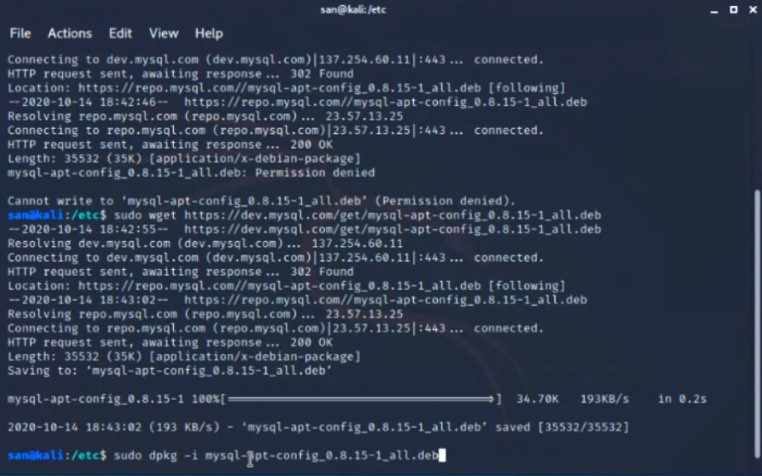 san@kali:/etc
File Actions Edit View Help
Connecting to dev.mysql.com (dev.mysql.com)|137.254.60.11|:443... connected.
HTTP request sent, awaiting response... 302 Found
Location: https://repo.mysql.com//mysql-apt-config_0.8.15-1_all.deb [following]
--2020-10-14 18:42:46-- https://repo.mysql.com//mysql-apt-config_0.8.15-1_all.deb
Resolving repo.mysql.com (repo.mysql.com)... 23.57.13.25
Connecting to repo.mysql.com (repo.mysql.com)|23.57.13.25|:443... connected.
HTTP request sent, awaiting response... 200 OK
Length: 35532 (35K) [application/x-debian-package]
mysql-apt-config_0.8.15-1_all.deb: Permission denied
Cannot write to ‘mysql-apt-config_0.8.15-1_all.deb’ (Permission denied).
san@kali:/etc$ sudo wget https://dev.mysql.com/get/mysql-apt-config_0.8.15-1_all.deb
--2020-10-14 18:42:55-- https://dev.mysql.com/get/mysql-apt-config_0.8.15-1_all.deb
Resolving dev.mysql.com (dev.mysql.com)... 137.254.60.11
Connecting to dev.mysql.com (dev.mysql.com)|137.254.60.11|:443... connected.
HTTP request sent, awaiting response... 302 Found
Location: https://repo.mysql.com//mysql-apt-config_0.8.15-1_all.deb [following]
--2020-10-14 18:43:02-- https://repo.mysql.com//mysql-apt-config_0.8.15-1_all.deb
Resolving repo.mysql.com (repo.mysql.com)... 23.57.13.25
Connecting to repo.mysql.com (repo.mysql.com)|23.57.13.25|:443... connected.
HTTP request sent, awaiting response... 200 OK
Length: 35532 (35K) [application/x-debian-package]
Saving to: ‘mysql-apt-config_0.8.15-1_all.deb’
mysql-apt-config_0.8.15-1 100%[===================================================>] 34.70K 193KB/s in 0.2s
2020-10-14 18:43:02 (193 KB/s) - ‘mysql-apt-config_0.8.15-1_all.deb’ saved [35532/35532]
san@kali:/etc$ sudo dpkg -i mysql-apt-config_0.8.15-1_all.deb